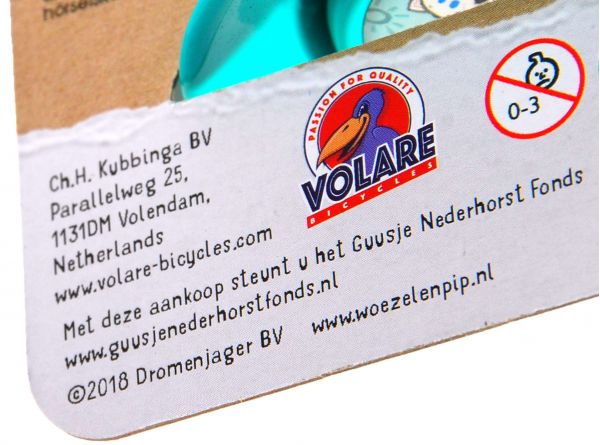 Ch.H. Kubbinga BV
Parallelweg 25,
1131DM Volendam,
Netherlands
www.volare-bicycles.com
PASSION FOR QUALITY
VOLARE
BICYCLES
0-3
Met deze aankoop steunt u het Guusje Nederhorst Fonds
www.guusjenederhorstfonds.nl
©2018 Dromenjager BV www.woezelenpip.nl